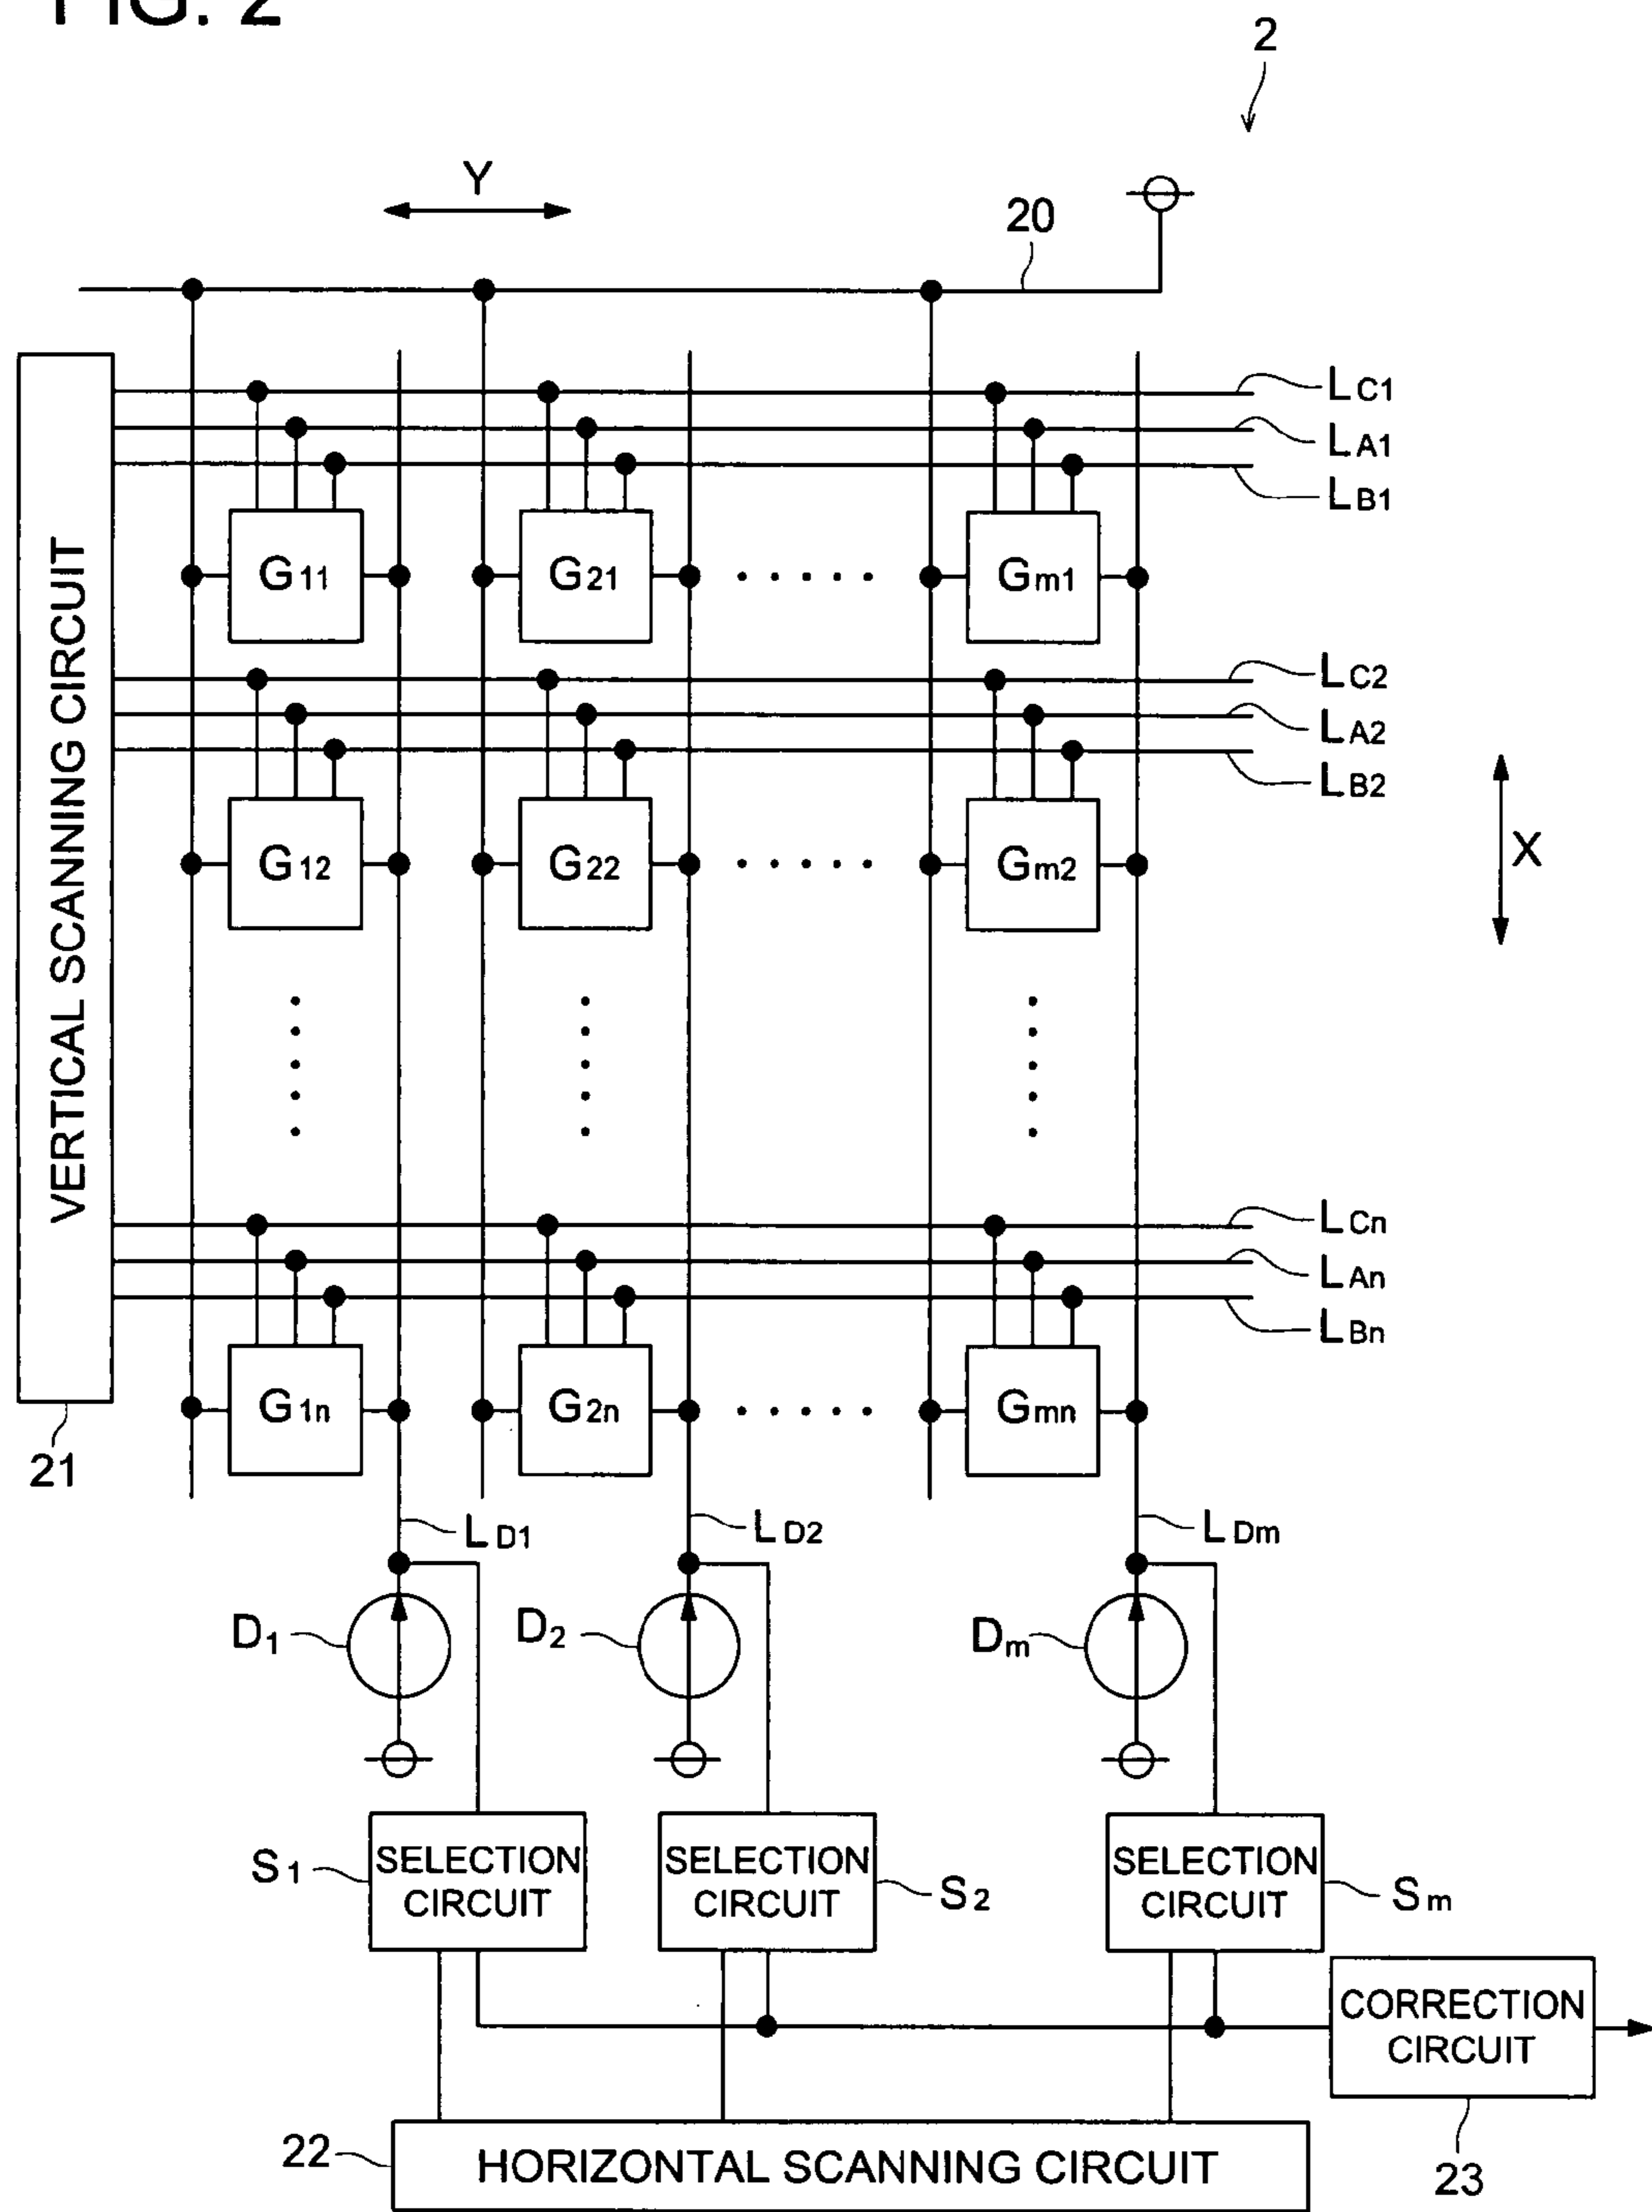 FIG. 2
2
Y
20
LC1
LA1
LB1
G11
G21
Gm1
LC2
LA2
LB2
G12
G22
Gm2
X
VERTICAL SCANNING CIRCUIT
LCn
LAn
LBn
G1n
G2n
Gmn
21
LD1
LD2
LDm
D1
D2
Dm
S1
SELECTION
CIRCUIT
SELECTION
CIRCUIT
S2
SELECTION
CIRCUIT
Sm
CORRECTION
CIRCUIT
22
HORIZONTAL SCANNING CIRCUIT
23